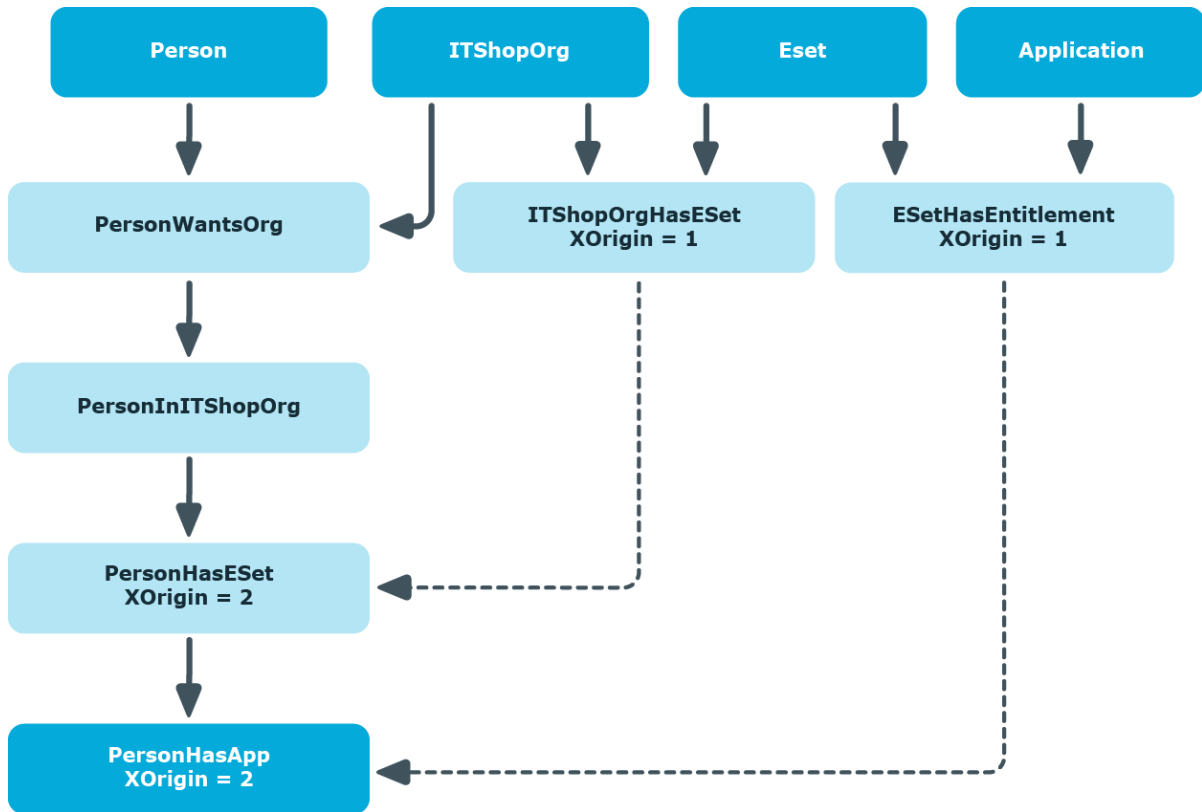 Person
ITShopOrg
Eset
Application
PersonWantsOrg
ITShopOrgHasESet
XOrigin = 1
ESetHasEntitlement
XOrigin = 1
PersonInITShopOrg
PersonHasESet
XOrigin = 2
PersonHasApp
XOrigin = 2